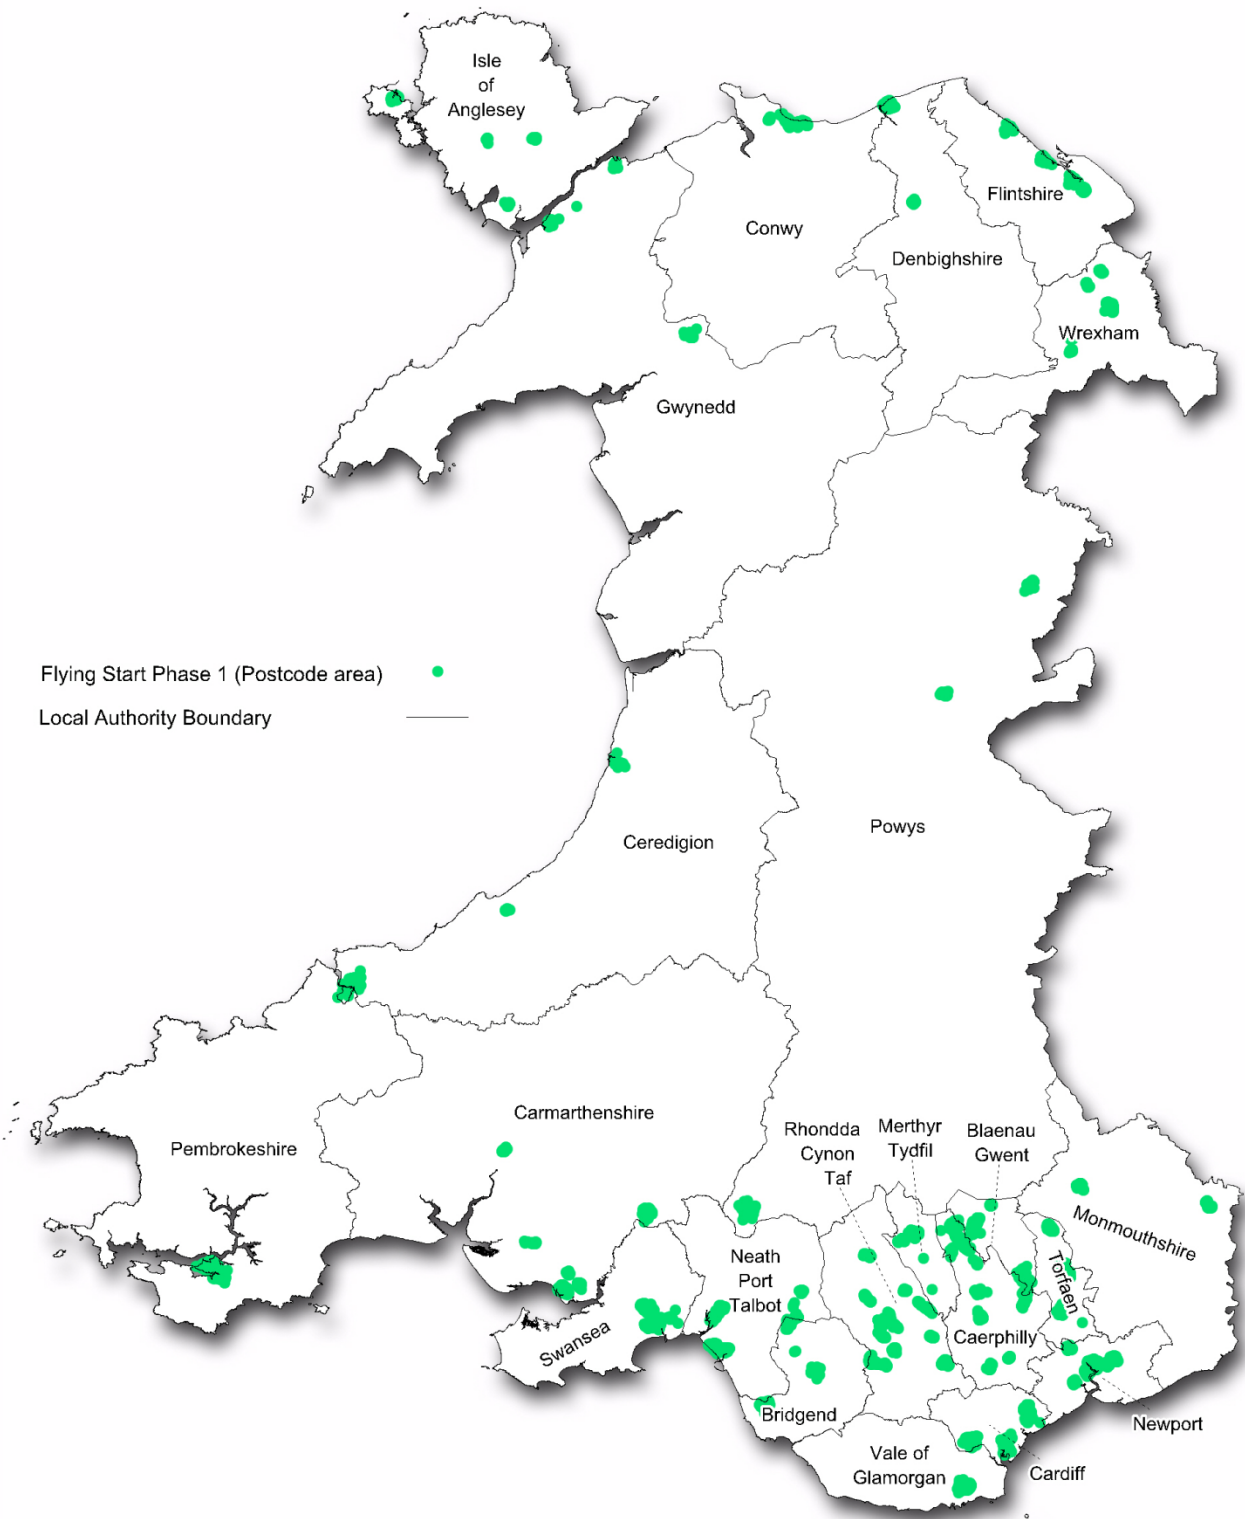 Isle
of
Anglesey
Flintshire
Conwy
Denbighshire
Wrexham
Gwynedd
Flying Start Phase 1 (Postcode area)
Local Authority Boundary
Powys
Ceredigion
Carmarthenshire
Pembrokeshire
Rhondda
Cynon
Taf
Merthyr
Tydfil
Blaenau
Gwent
Monmouthshire
Neath
Port
Talbot
Torfaen
Swansea
Caerphilly
Bridgend
Newport
Vale of
Glamorgan
Cardiff